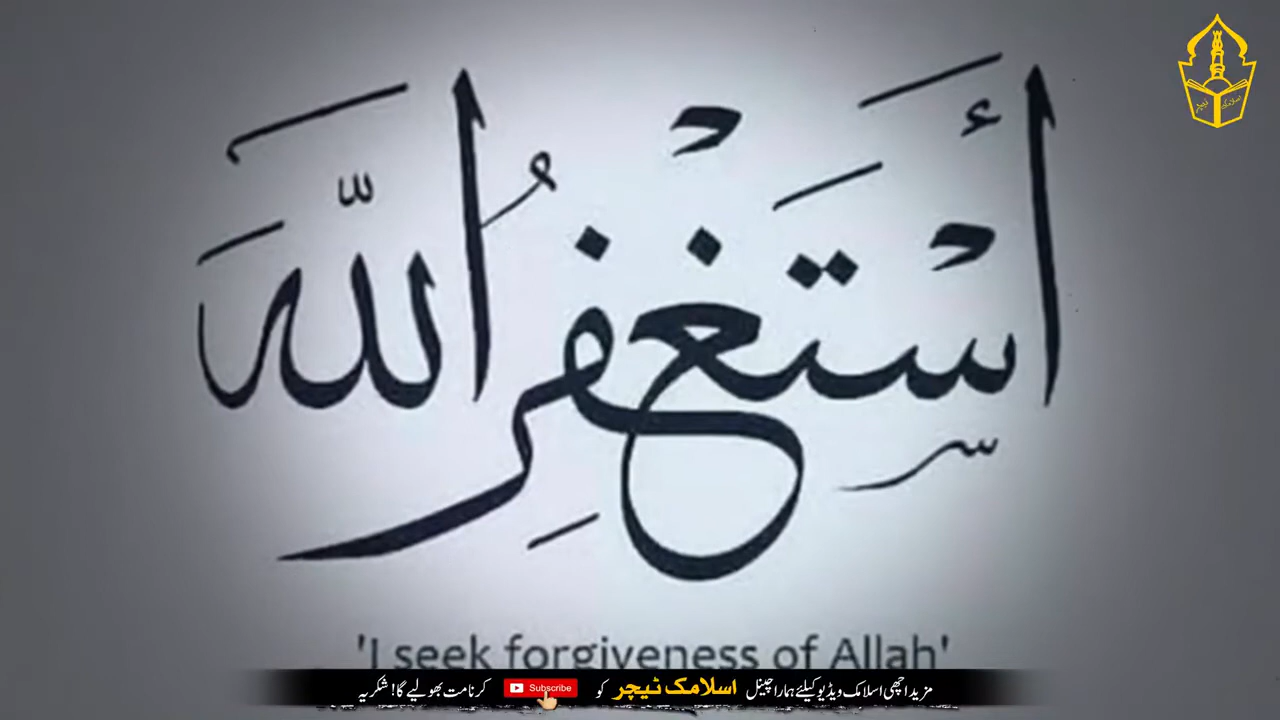 أَسْتَغْفِرُ اللَّهَ
'I seek forgiveness of Allah'
مزید اچھی اسلامک ویڈیو کیلئے ہمارا چینل اسلامک ٹیچر کو Subscribe کرنا مت بھولیے گا! شکریہ